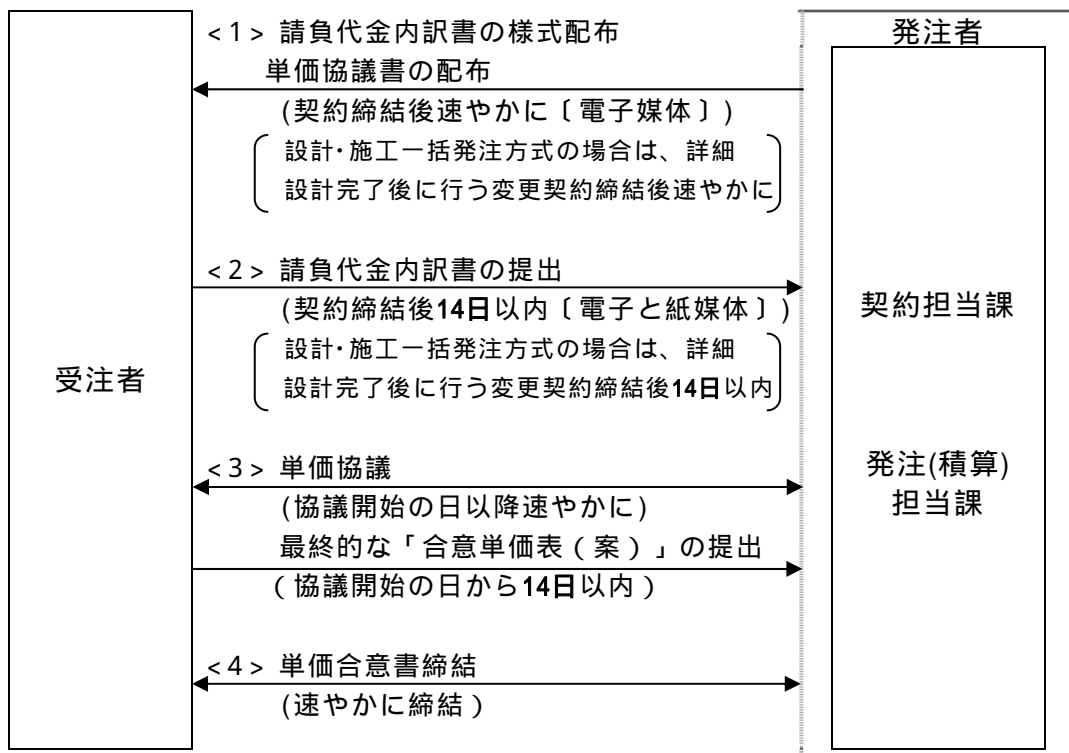 受注者
<1> 請負代金内訳書の様式配布
単価協議書の配布
(契約締結後速やかに〔電子媒体〕)
設計・施工一括発注方式の場合は、詳細
設計完了後に行う変更契約締結後速やかに
<2> 請負代金内訳書の提出
(契約締結後14日以内〔電子と紙媒体〕)
設計・施工一括発注方式の場合は、詳細
設計完了後に行う変更契約締結後14日以内
<3> 単価協議
(協議開始の日以降速やかに)
最終的な「合意単価表(案)」の提出
(協議開始の日から14日以内)
<4> 単価合意書締結
(速やかに締結)
発注者
契約担当課
発注(積算)
担当課